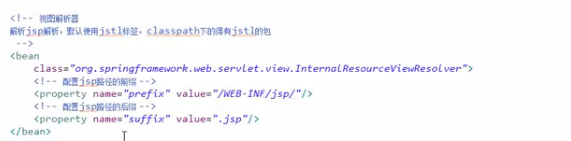 <!-- 视图解析器
解析jsp解析，默认使用jstl标签，classpath下的得有jstl的包
-->
<bean
class="org.springframework.web.servlet.view.InternalResourceViewResolver">
<!-- 配置jsp路径的前缀 -->
<property name="prefix" value="/WEB-INF/jsp/"/>
<!-- 配置jsp路径的后缀 -->
<property name="suffix" value=".jsp"/>
</bean>